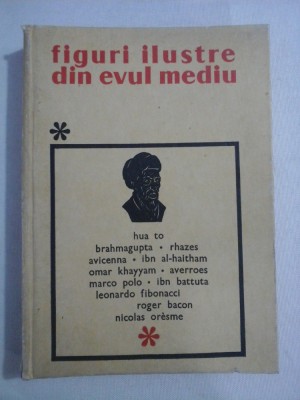 figuri ilustre
din evul mediu
*
hua to
brahmagupta • rhazes
avicenna • ibn al-haitham
omar khayyam • averroes
marco polo • ibn battuta
leonardo fibonacci
roger bacon
nicolas orèsme
*